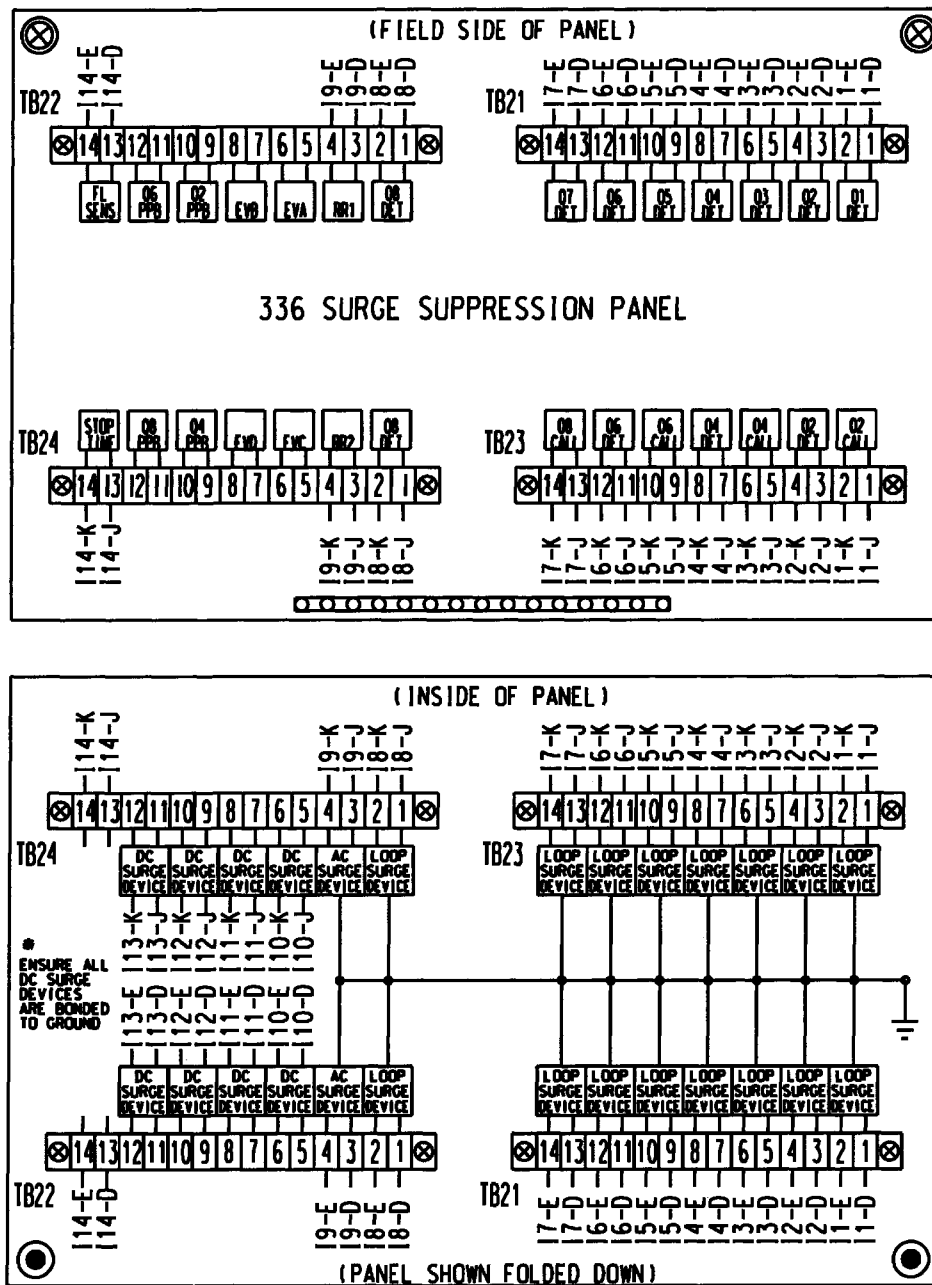 (FIELD SIDE OF PANEL)
I14-E I14-D I9-E I9-D I8-E I8-D
I7-E I7-D I6-E I6-D I5-E I5-D I4-E I4-D I3-E I3-D I2-E I2-D I1-E I1-D
TB22
14 13 12 11 10 9 8 7 6 5 4 3 2 1
TB21
14 13 12 11 10 9 8 7 6 5 4 3 2 1
FL SENS
06 PPB
02 PPB
EVB
EVA
RR1
08 DET
07 DET
06 DET
05 DET
04 DET
03 DET
02 DET
01 DET
336 SURGE SUPPRESSION PANEL
STOP TIME
08 PPB
04 PPB
EVD
EVC
RR2
08 DET
08 CALL
06 DET
06 CALL
04 DET
04 CALL
02 DET
02 CALL
TB24
14 13 12 11 10 9 8 7 6 5 4 3 2 1
TB23
14 13 12 11 10 9 8 7 6 5 4 3 2 1
I14-K I14-J I9-K I9-J I8-K I8-J
I7-K I7-J I6-K I6-J I5-K I5-J I4-K I4-J I3-K I3-J I2-K I2-J I1-K I1-J
(INSIDE OF PANEL)
I14-K I14-J I9-K I9-J I8-K I8-J
I7-K I7-J I6-K I6-J I5-K I5-J I4-K I4-J I3-K I3-J I2-K I2-J I1-K I1-J
14 13 12 11 10 9 8 7 6 5 4 3 2 1
TB24
14 13 12 11 10 9 8 7 6 5 4 3 2 1
TB23
DC DC DC DC AC LOOP
SURGE SURGE SURGE SURGE SURGE SURGE
DEVICE DEVICE DEVICE DEVICE DEVICE DEVICE
LOOP LOOP LOOP LOOP LOOP LOOP LOOP
SURGE SURGE SURGE SURGE SURGE SURGE SURGE
DEVICE DEVICE DEVICE DEVICE DEVICE DEVICE DEVICE
I13-K I13-J I12-K I12-J I11-K I11-J I10-K I10-J
*
ENSURE ALL
DC SURGE
DEVICES
ARE BONDED
TO GROUND
I13-E I13-D I12-E I12-D I11-E I11-D I10-E I10-D
DC DC DC DC AC LOOP
SURGE SURGE SURGE SURGE SURGE SURGE
DEVICE DEVICE DEVICE DEVICE DEVICE DEVICE
LOOP LOOP LOOP LOOP LOOP LOOP LOOP
SURGE SURGE SURGE SURGE SURGE SURGE SURGE
DEVICE DEVICE DEVICE DEVICE DEVICE DEVICE DEVICE
14 13 12 11 10 9 8 7 6 5 4 3 2 1
TB22
14 13 12 11 10 9 8 7 6 5 4 3 2 1
TB21
I14-E I14-D I9-E I9-D I8-E I8-D
I7-E I7-D I6-E I6-D I5-E I5-D I4-E I4-D I3-E I3-D I2-E I2-D I1-E I1-D
(PANEL SHOWN FOLDED DOWN)